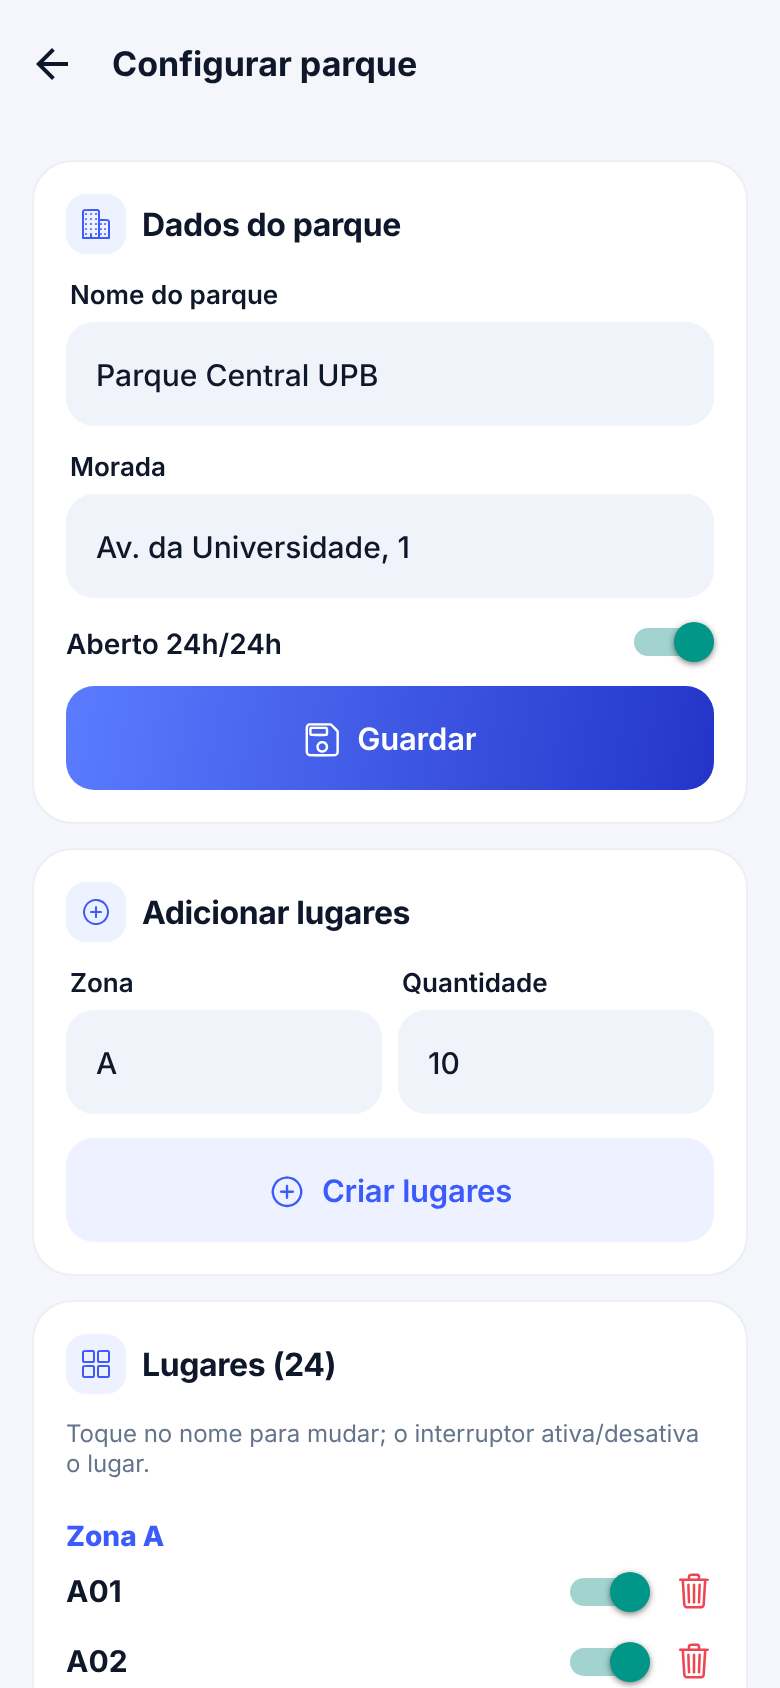 Configurar parque
Dados do parque
Nome do parque
Parque Central UPB
Morada
Av. da Universidade, 1
Aberto 24h/24h
Guardar
Adicionar lugares
Zona
Quantidade
A
10
Criar lugares
Lugares (24)
Toque no nome para mudar; o interruptor ativa/desativa
o lugar.
Zona A
A01
A02